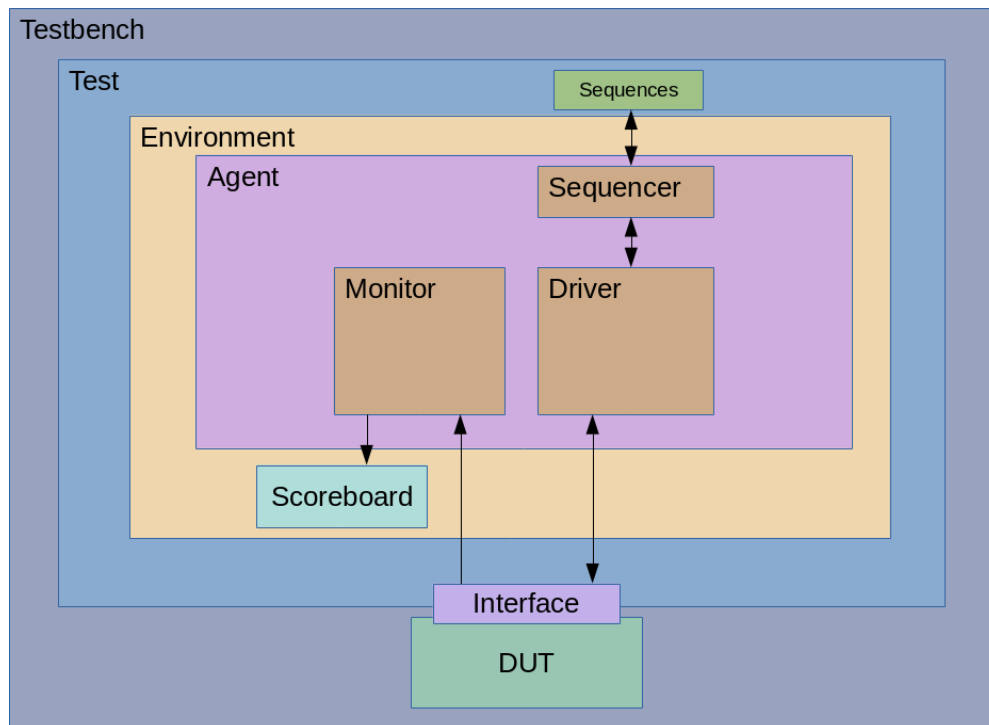 Testbench
Test
Sequences
Environment
Agent
Sequencer
Monitor
Driver
Scoreboard
Interface
DUT